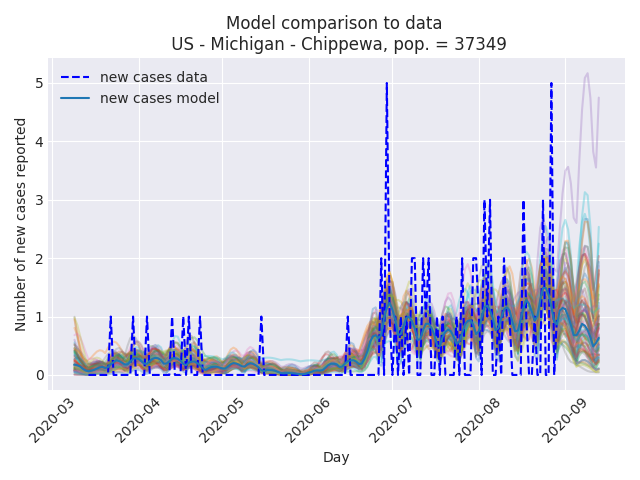 Model comparison to data
US - Michigan - Chippewa, pop. = 37349
Number of new cases reported
5
4
3
2
1
0
new cases data
new cases model
2020-03
2020-04
2020-05
2020-06
2020-07
2020-08
2020-09
Day